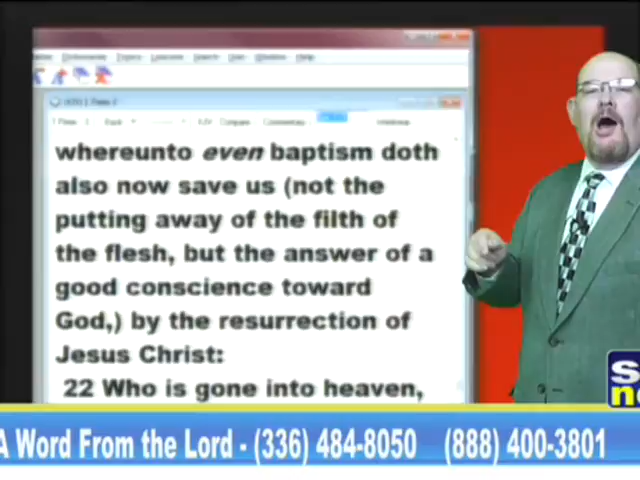 whereunto even baptism doth
also now save us (not the
putting away of the filth of
the flesh, but the answer of a
good conscience toward
God,) by the resurrection of
Jesus Christ:
22 Who is gone into heaven,
A Word From the Lord - (336) 484-8050 (888) 400-3801